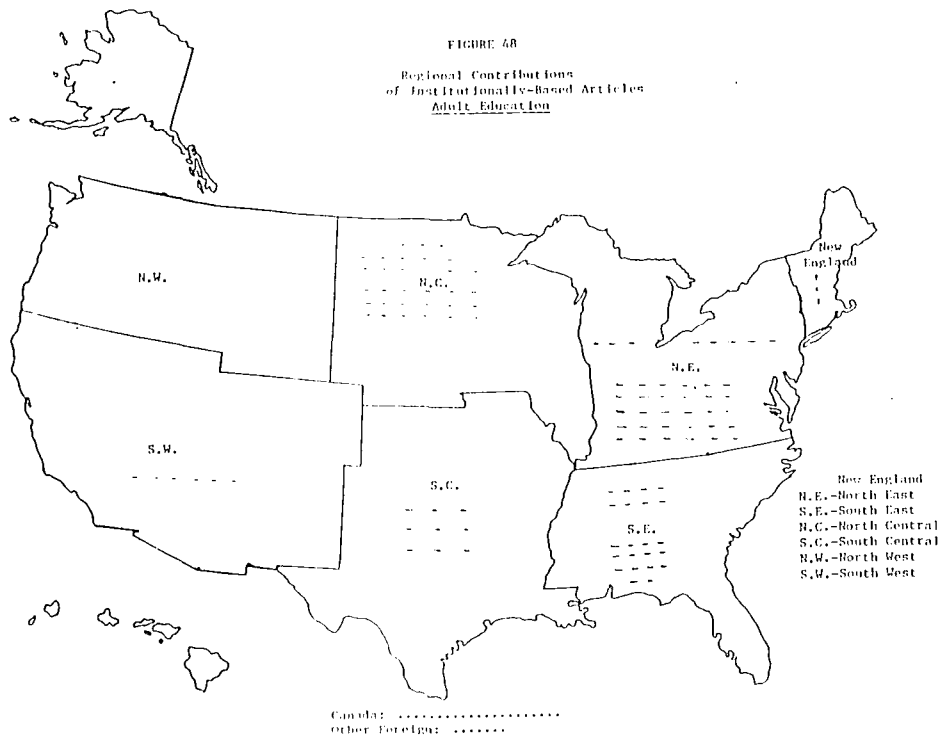 FIGURE 48
Regional Contributions
of Institutionally-Based Articles
Adult Education
New
England
N.W.
N.C.
N.E.
S.W.
S.C.
S.E.
New England
N.E.-North East
S.E.-South East
N.C.-North Central
S.C.-South Central
N.W.-North West
S.W.-South West
Canada: .....................
Other Foreign: .......